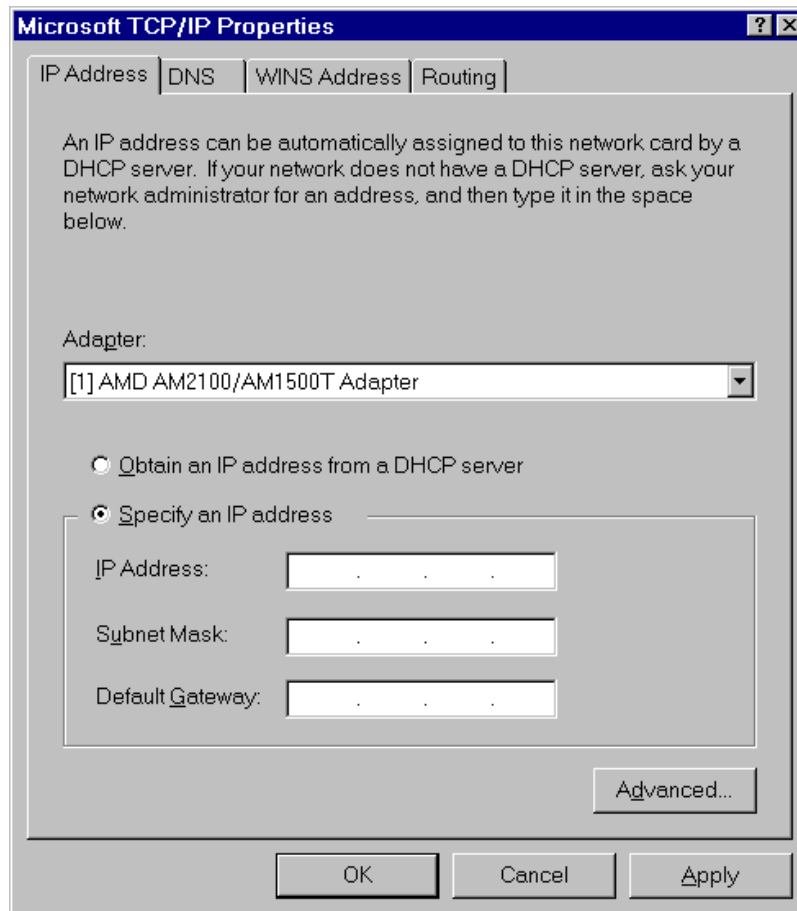 Microsoft TCP/IP Properties
? X
IP Address DNS WINS Address Routing
An IP address can be automatically assigned to this network card by a
DHCP server. If your network does not have a DHCP server, ask your
network administrator for an address, and then type it in the space
below.
Adapter:
[1] AMD AM2100/AM1500T Adapter
Obtain an IP address from a DHCP server
Specify an IP address
IP Address: . . .
Subnet Mask: . . .
Default Gateway: . . .
Advanced...
OK Cancel Apply